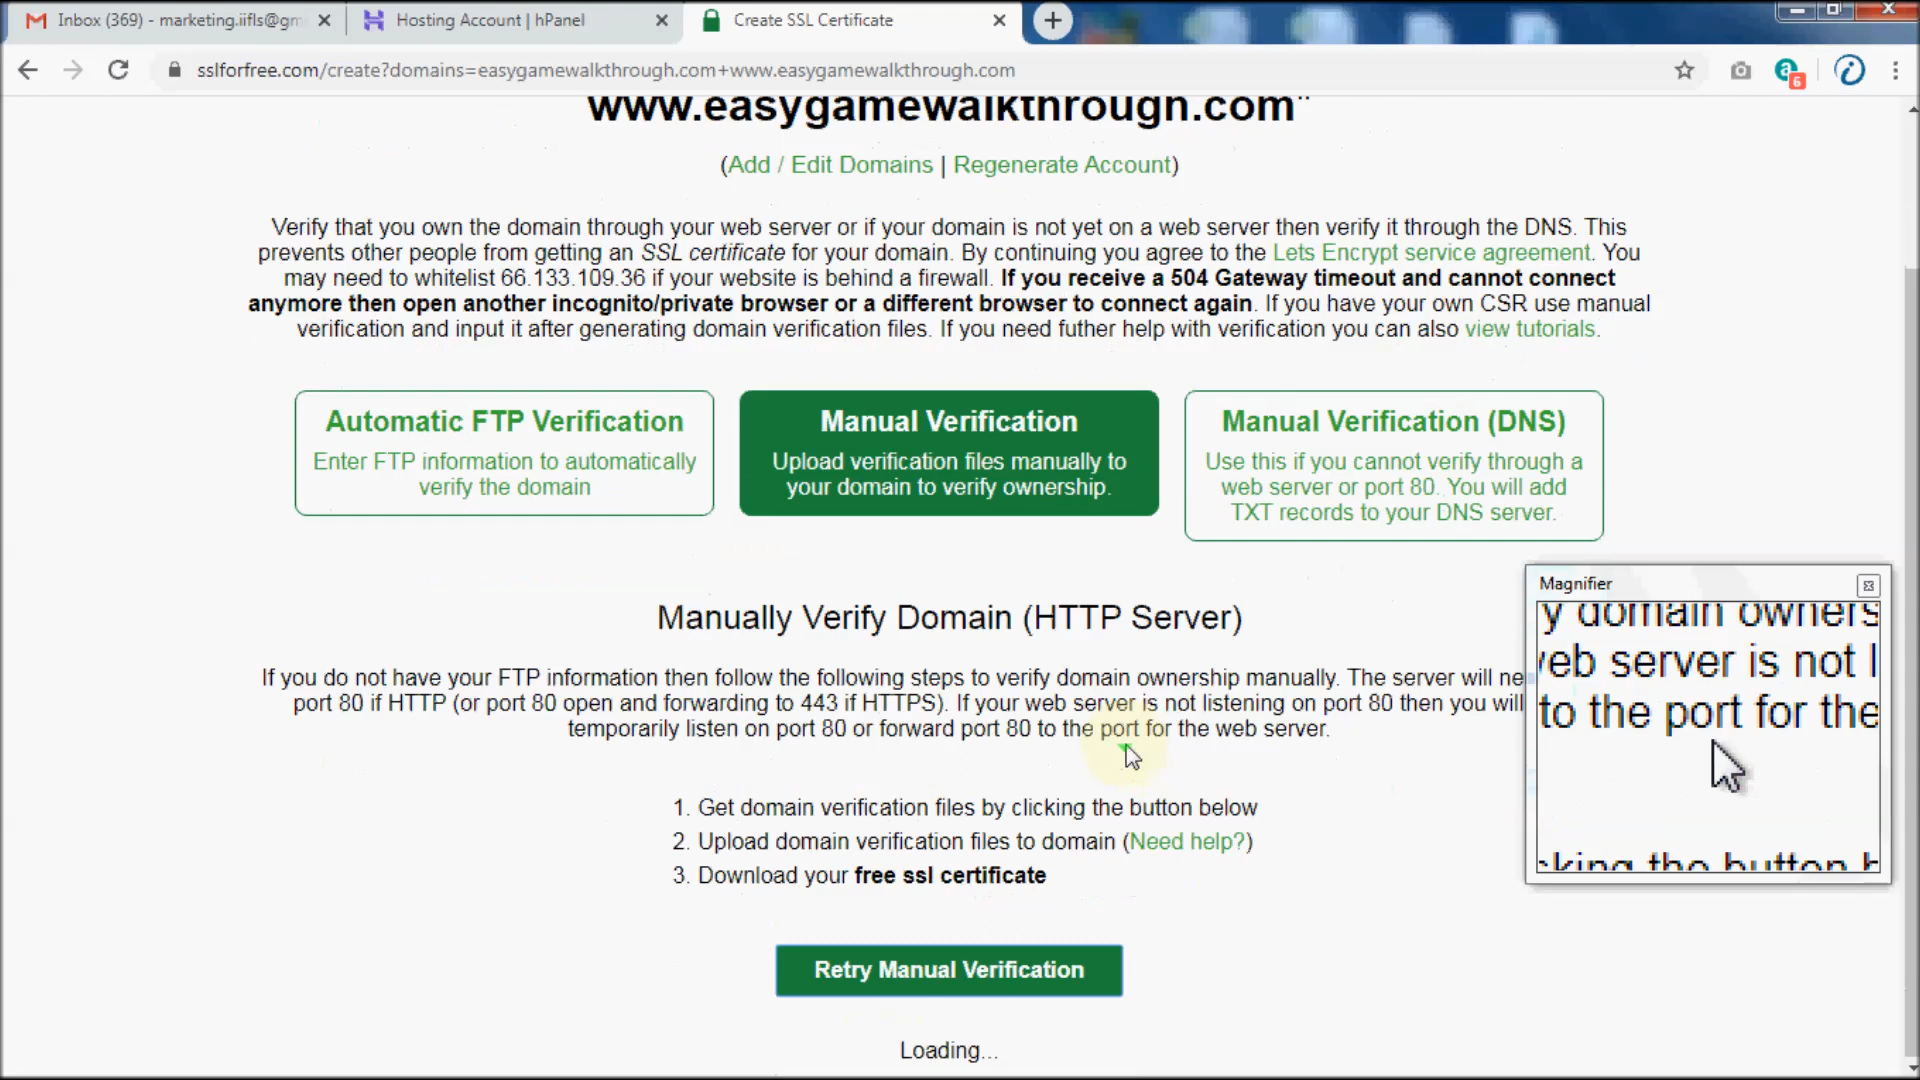 Inbox (369) - marketing.iifls@gm
Hosting Account | hPanel
Create SSL Certificate
sslforfree.com/create?domains=easygamewalkthrough.com+www.easygamewalkthrough.com
6
www.easygamewalkthrough.com"
(Add / Edit Domains | Regenerate Account)
Verify that you own the domain through your web server or if your domain is not yet on a web server then verify it through the DNS. This
prevents other people from getting an SSL certificate for your domain. By continuing you agree to the Lets Encrypt service agreement. You
may need to whitelist 66.133.109.36 if your website is behind a firewall. If you receive a 504 Gateway timeout and cannot connect
anymore then open another incognito/private browser or a different browser to connect again. If you have your own CSR use manual
verification and input it after generating domain verification files. If you need futher help with verification you can also view tutorials.
Automatic FTP Verification
Enter FTP information to automatically
verify the domain
Manual Verification
Upload verification files manually to
your domain to verify ownership.
Manual Verification (DNS)
Use this if you cannot verify through a
web server or port 80. You will add
TXT records to your DNS server.
Manually Verify Domain (HTTP Server)
If you do not have your FTP information then follow the following steps to verify domain ownership manually. The server will ne
port 80 if HTTP (or port 80 open and forwarding to 443 if HTTPS). If your web server is not listening on port 80 then you will
temporarily listen on port 80 or forward port 80 to the port for the web server.
1. Get domain verification files by clicking the button below
2. Upload domain verification files to domain (Need help?)
3. Download your free ssl certificate
Retry Manual Verification
Loading...
Magnifier
y domain owners
eb server is not l
to the port for the
cking the button b